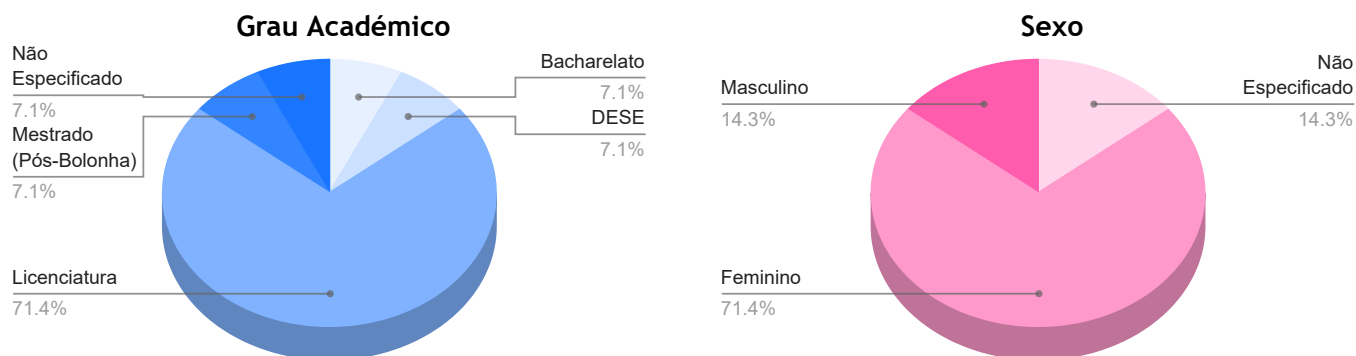 Grau Académico
Não
Especificado
7.1%
Mestrado
(Pós-Bolonha)
7.1%
Licenciatura
71.4%
Bacharelato
7.1%
DESE
7.1%
Sexo
Masculino
14.3%
Feminino
71.4%
Não
Especificado
14.3%